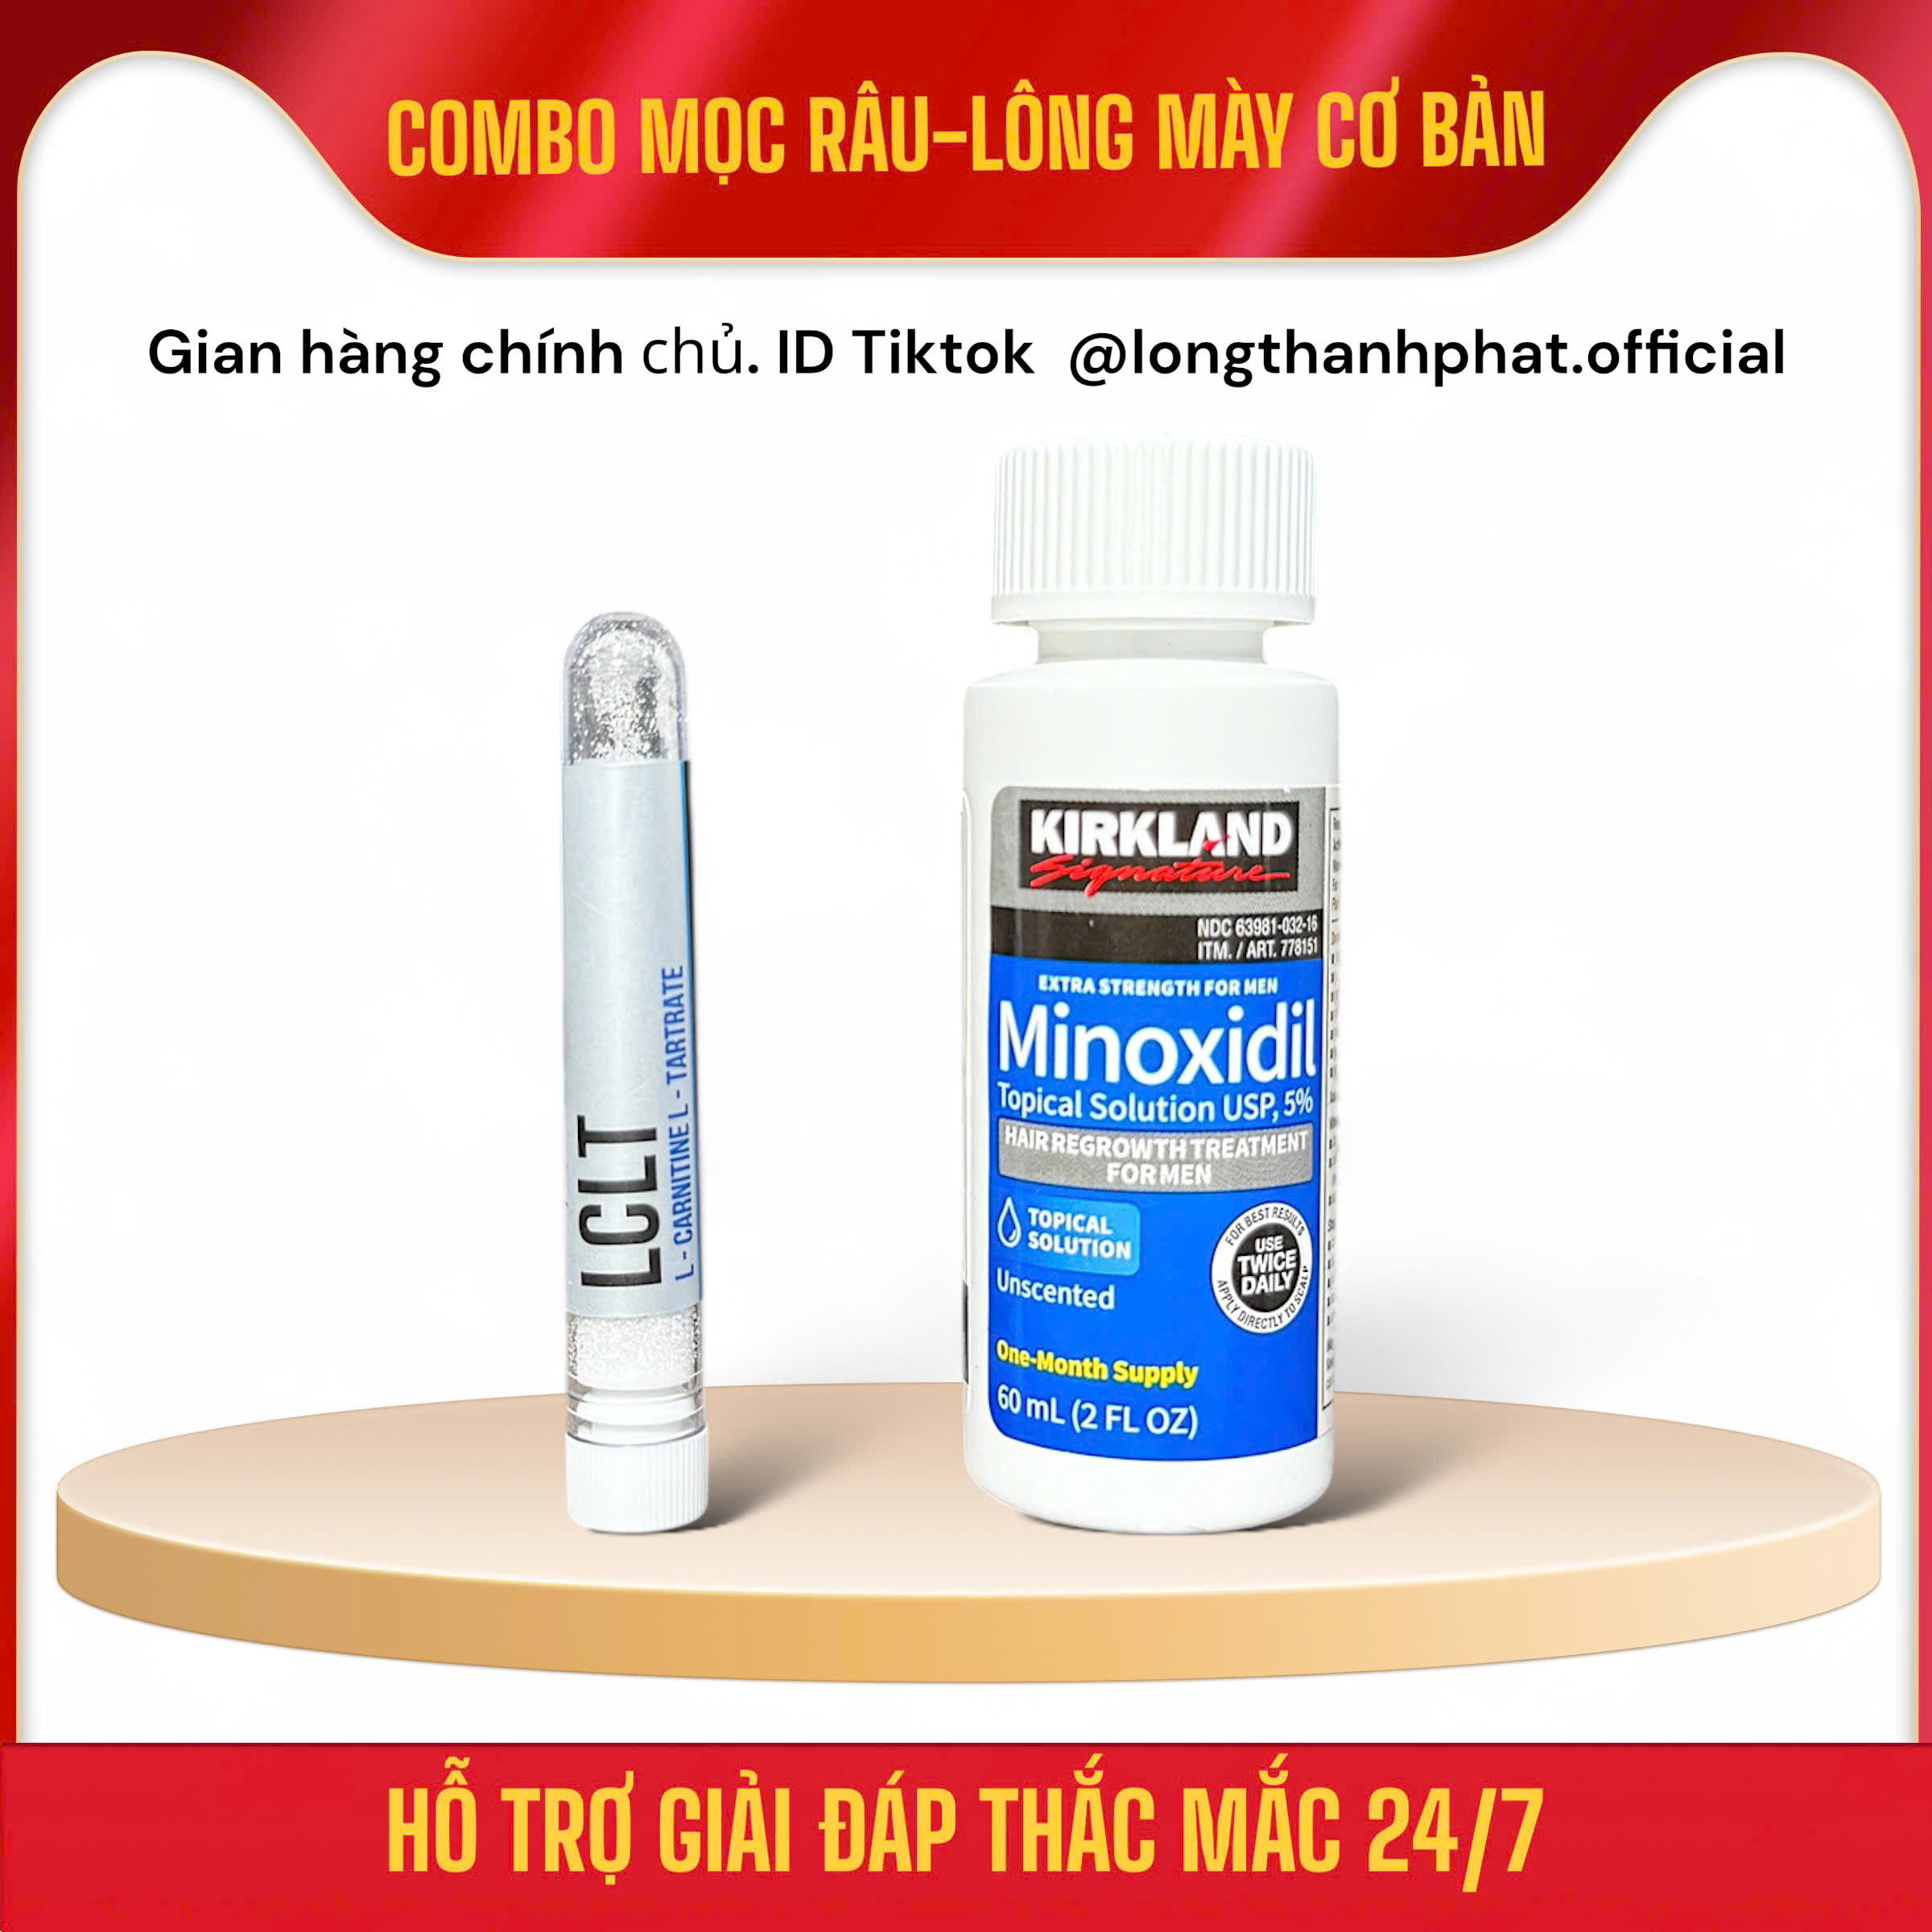 COMBO MỌC RÂU-LÔNG MÀY CƠ BẢN
Gian hàng chính chủ. ID Tiktok @longthanhphat.official
LCLT
L - CARNITINE L - TARTRATE
KIRKLAND
Signature
NDC 63981-032-16
ITM. / ART. 778151
EXTRA STRENGTH FOR MEN
Minoxidil
Topical Solution USP, 5%
HAIR REGROWTH TREATMENT
FOR MEN
TOPICAL
SOLUTION
Unscented
FOR BEST RESULTS
USE
TWICE
DAILY
APPLY DIRECTLY TO SCALP
One-Month Supply
60 mL (2 FL OZ)
HỖ TRỢ GIẢI ĐÁP THẮC MẮC 24/7